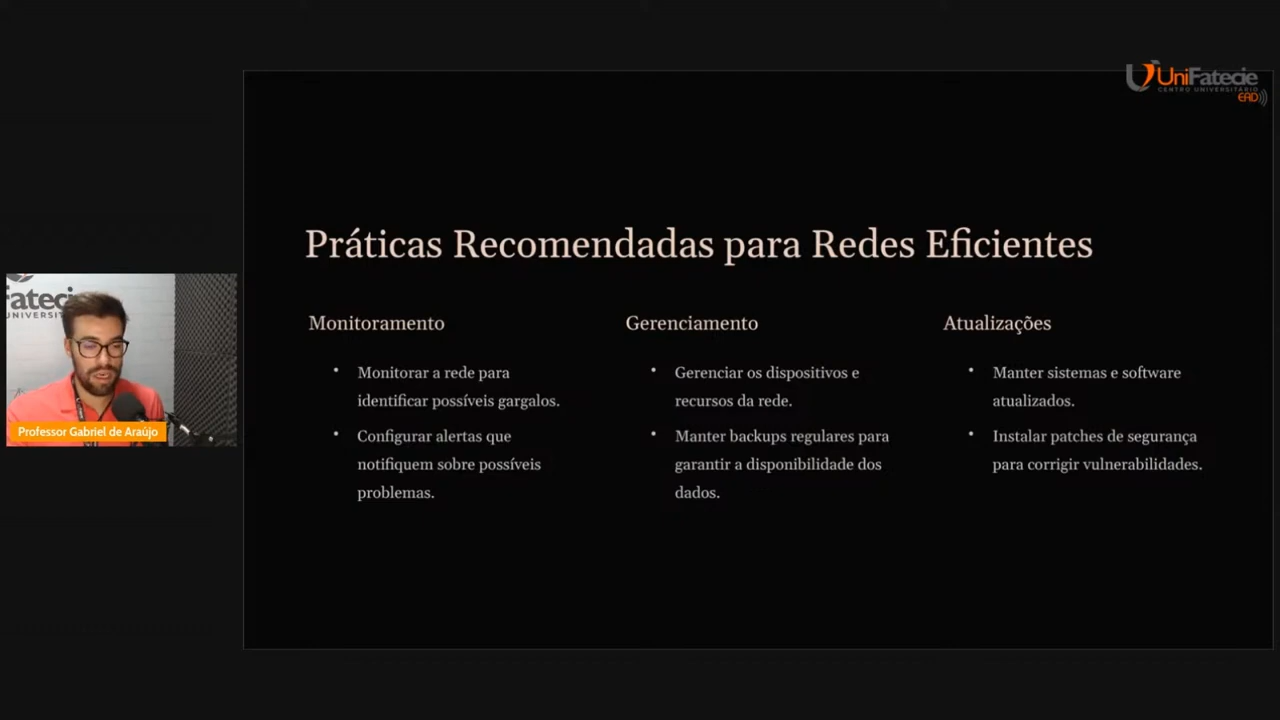 UniFatecie
CENTRO UNIVERSITÁRIO
EAD
Práticas Recomendadas para Redes Eficientes
Monitoramento
• Monitorar a rede para
identificar possíveis gargalos.
• Configurar alertas que
notifiquem sobre possíveis
problemas.
Gerenciamento
• Gerenciar os dispositivos e
recursos da rede.
• Manter backups regulares para
garantir a disponibilidade dos
dados.
Atualizações
• Manter sistemas e software
atualizados.
• Instalar patches de segurança
para corrigir vulnerabilidades.
fateci
UNIVERSIT
Professor Gabriel de Araújo